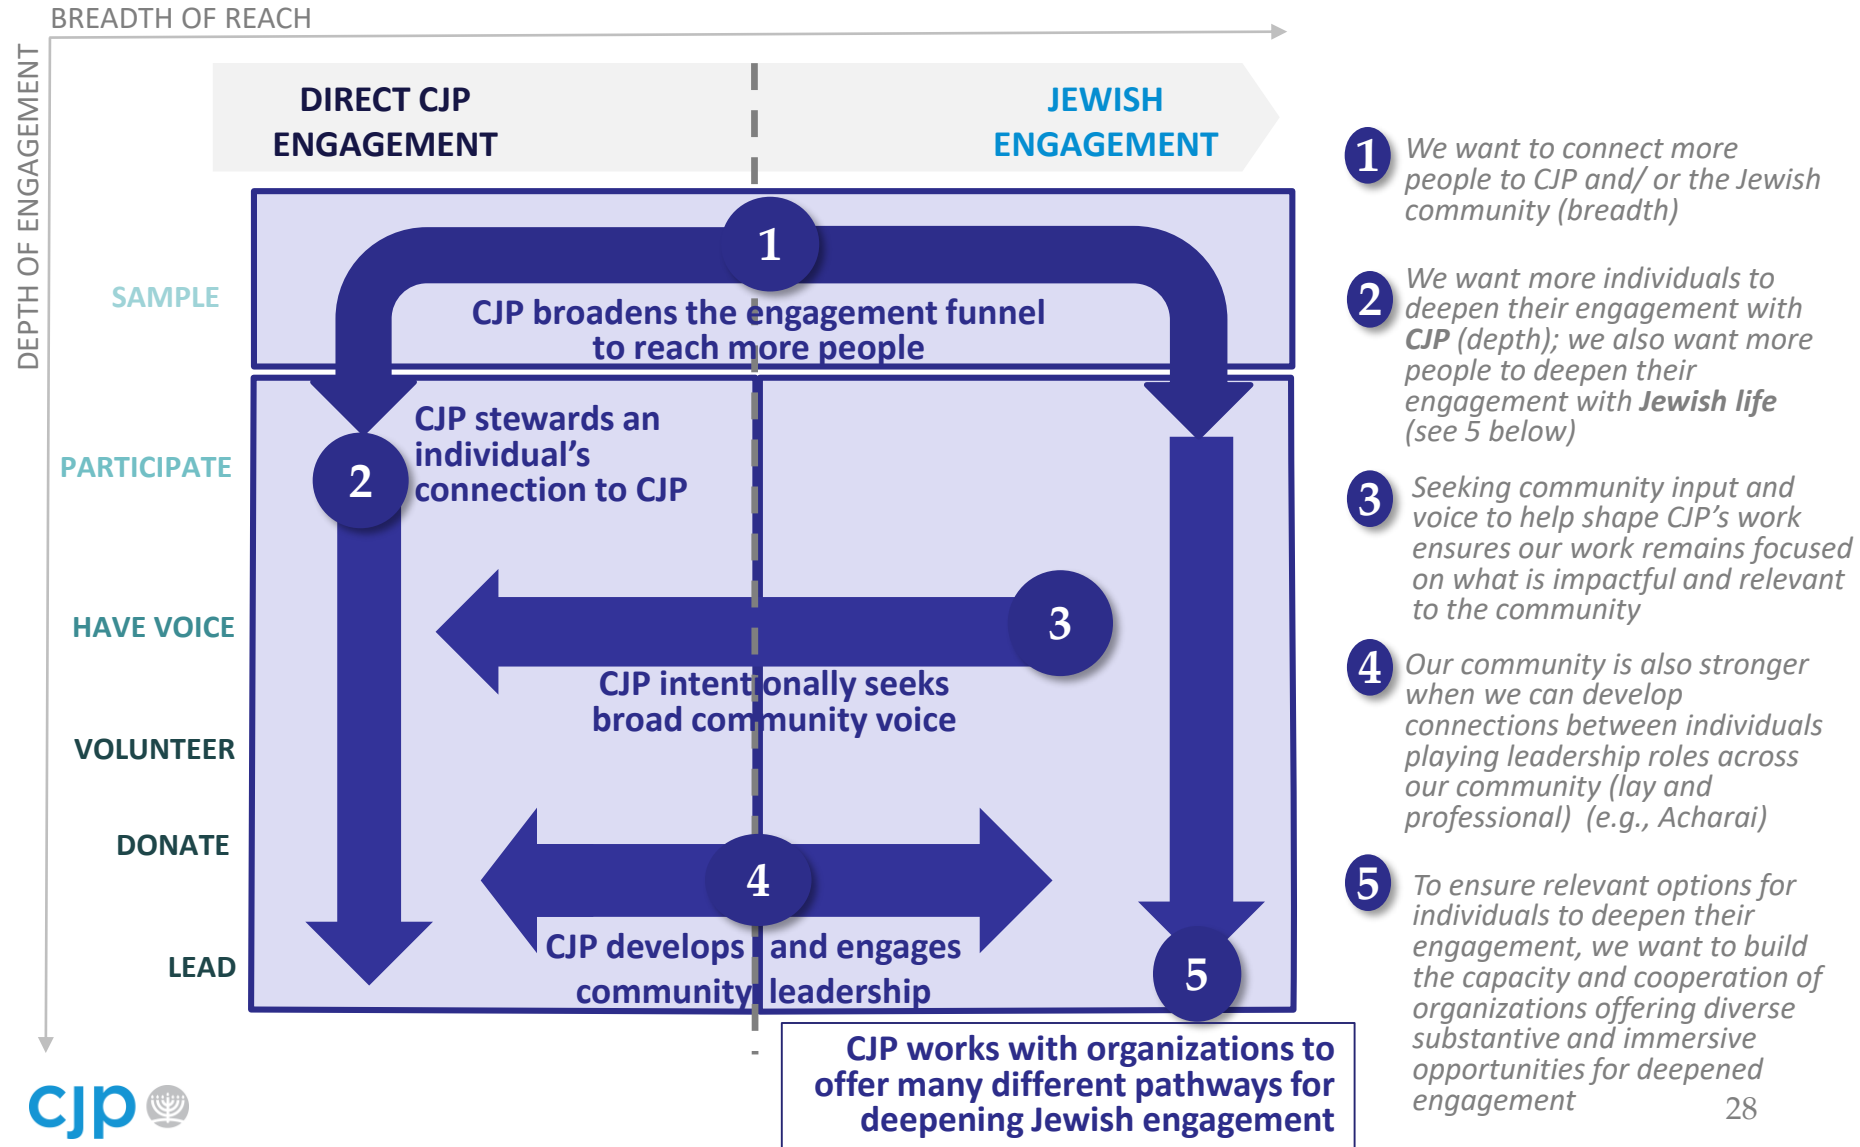 BREADTH OF REACH
DEPTH OF ENGAGEMENT
DIRECT CJP
ENGAGEMENT
JEWISH
ENGAGEMENT
SAMPLE
PARTICIPATE
HAVE VOICE
VOLUNTEER
DONATE
LEAD
1
CJP broadens the engagement funnel
to reach more people
2
CJP stewards an
individual’s
connection to CJP
3
CJP intentionally seeks
broad community voice
4
CJP develops and engages
community leadership
5
CJP works with organizations to
offer many different pathways for
deepening Jewish engagement
1
We want to connect more
people to CJP and/ or the Jewish
community (breadth)
2
We want more individuals to
deepen their engagement with
CJP (depth); we also want more
people to deepen their
engagement with Jewish life
(see 5 below)
3
Seeking community input and
voice to help shape CJP’s work
ensures our work remains focused
on what is impactful and relevant
to the community
4
Our community is also stronger
when we can develop
connections between individuals
playing leadership roles across
our community (lay and
professional) (e.g., Acharai)
5
To ensure relevant options for
individuals to deepen their
engagement, we want to build
the capacity and cooperation of
organizations offering diverse
substantive and immersive
opportunities for deepened
engagement
cjp
28